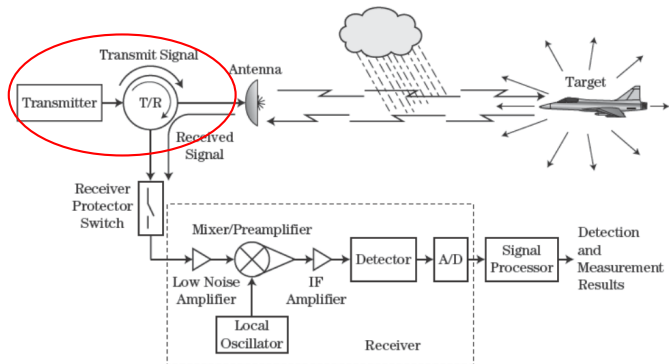 Transmit Signal
Antenna
Target
Transmitter
T/R
Received
Signal
Receiver
Protector
Switch
Mixer/Preamplifier
Detector
A/D
Signal
Processor
Detection
and
Measurement
Results
Low Noise
Amplifier
IF
Amplifier
Local
Oscillator
Receiver